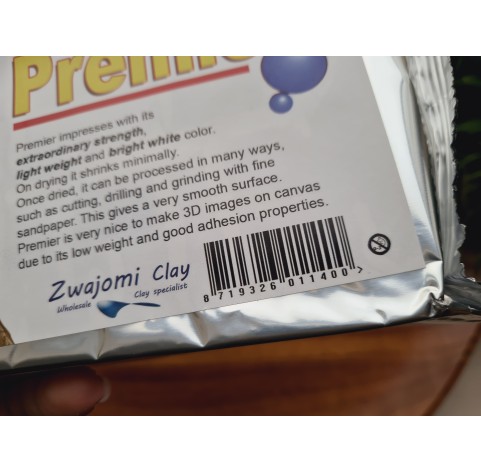 Premie
Premier impresses with its
extraordinary strength,
light weight and bright white color.
On drying it shrinks minimally.
Once dried, it can be processed in many ways,
such as cutting, drilling and grinding with fine
sandpaper. This gives a very smooth surface.
Premier is very nice to make 3D images on canvas
due to its low weight and good adhesion properties.
Zwajomi Clay
Wholesale Clay specialist
8 719326 011400 >